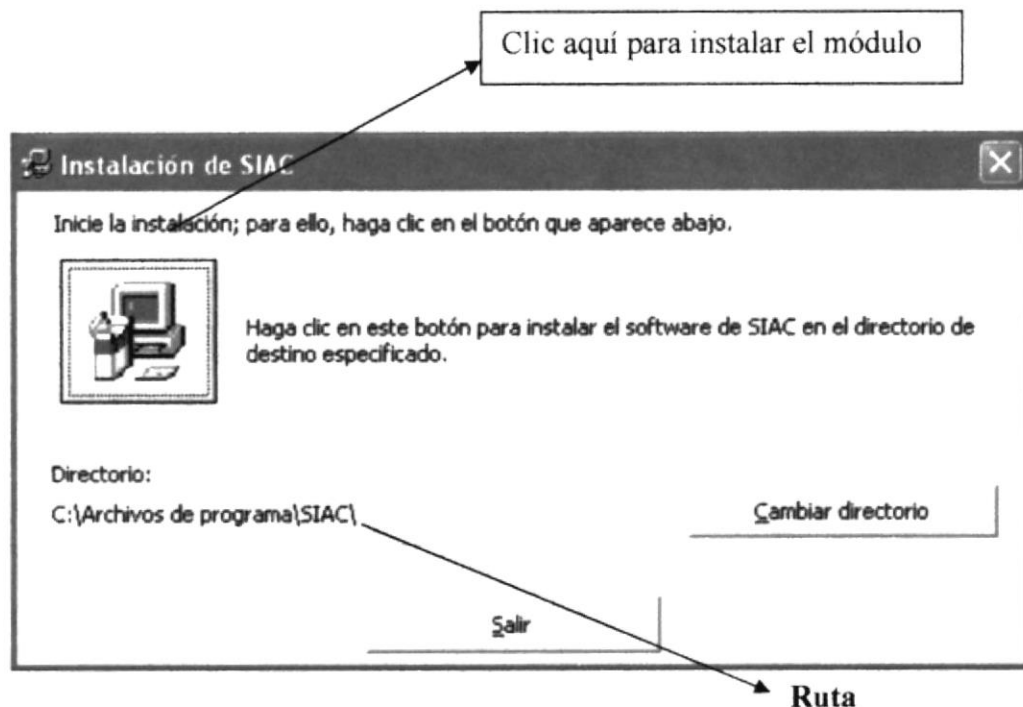 Clic aquí para instalar el módulo
Instalación de SIAC
Inicie la instalación; para ello, haga clic en el botón que aparece abajo.
Haga clic en este botón para instalar el software de SIAC en el directorio de
destino especificado.
Directorio:
C:\Archivos de programa\SIAC\
Cambiar directorio
Salir
Ruta